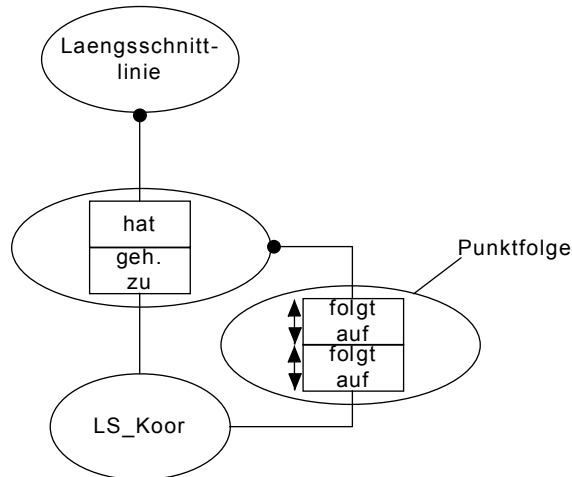 Laengsschnitt-
linie
hat
geh.
zu
Punktfolge
folgt
auf
folgt
auf
LS_Koor